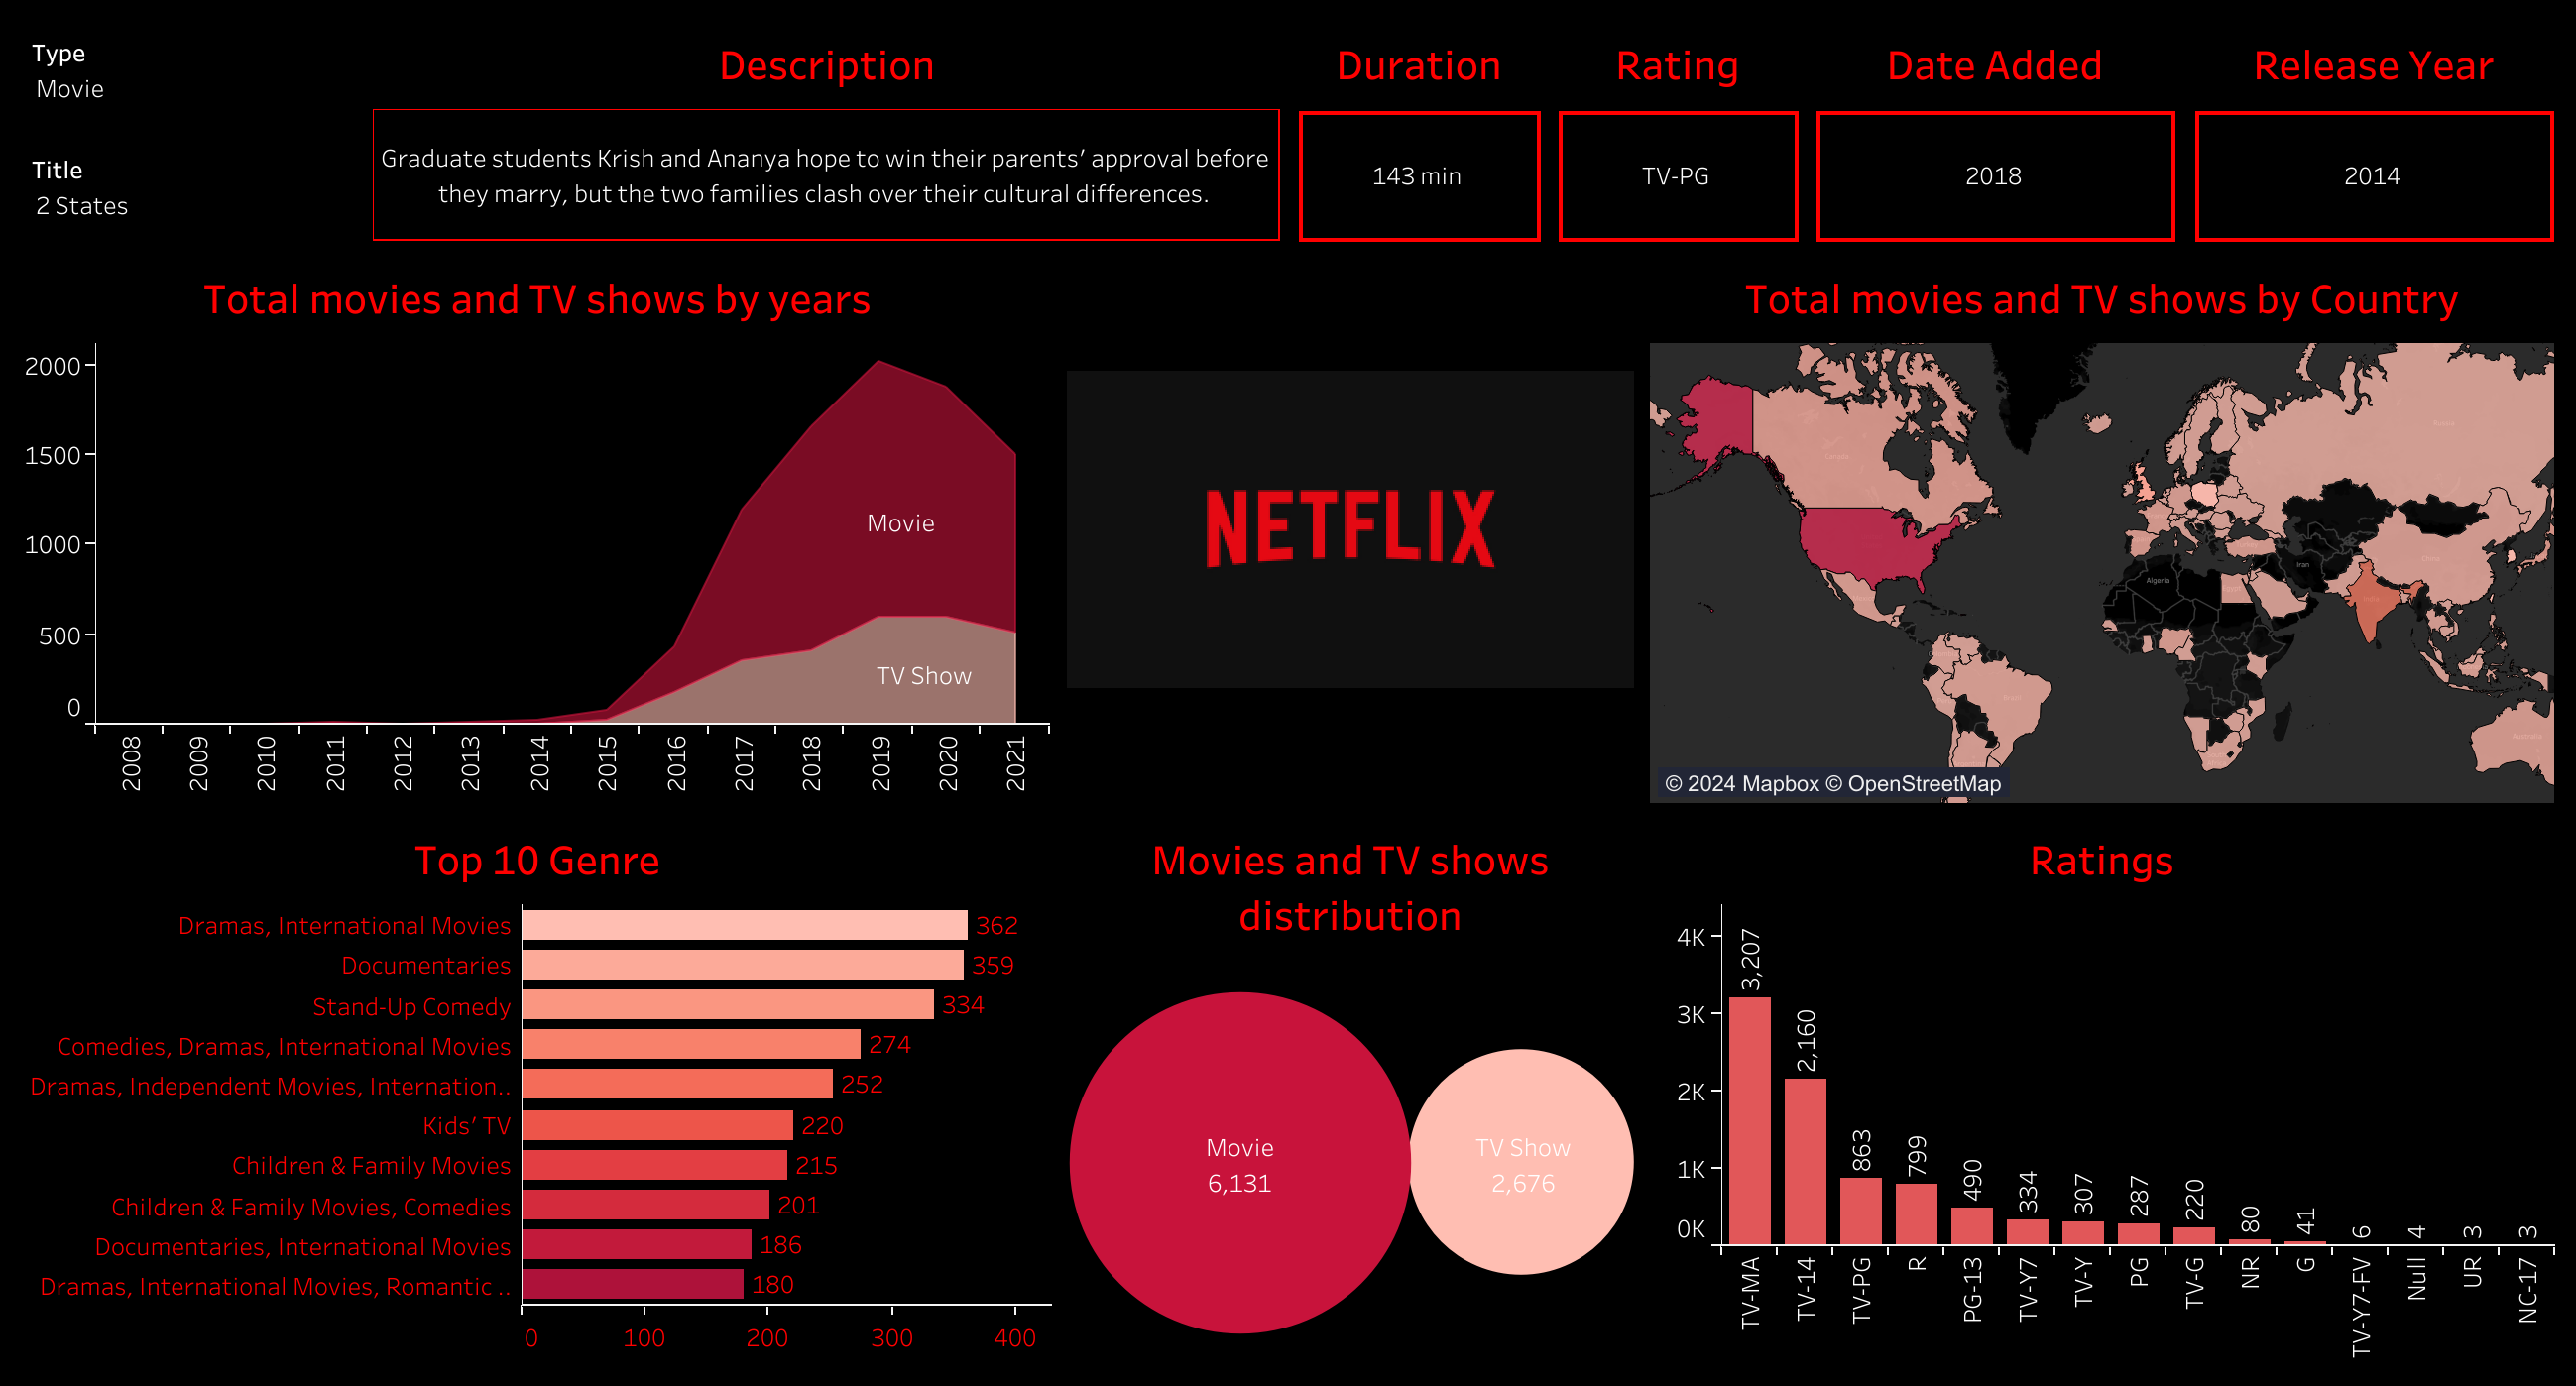 Type
Movie
Title
2 States
Description
Graduate students Krish and Ananya hope to win their parents’ approval before
they marry, but the two families clash over their cultural differences.
Duration
143 min
Rating
TV-PG
Date Added
2018
Release Year
2014
Total movies and TV shows by years
2000
1500
1000
500
0
Movie
TV Show
2008
2009
2010
2011
2012
2013
2014
2015
2016
2017
2018
2019
2020
2021
NETFLIX
Total movies and TV shows by Country
Canada
Russia
Algeria
Iran
Brazil
Australia
© 2024 Mapbox © OpenStreetMap
Top 10 Genre
Dramas, International Movies 362
Documentaries 359
Stand-Up Comedy 334
Comedies, Dramas, International Movies 274
Dramas, Independent Movies, Internation.. 252
Kids’ TV 220
Children & Family Movies 215
Children & Family Movies, Comedies 201
Documentaries, International Movies 186
Dramas, International Movies, Romantic .. 180
0 100 200 300 400
Movies and TV shows
distribution
Movie
6,131
TV Show
2,676
Ratings
4K
3K
2K
1K
0K
3,207
2,160
863
799
490
334
307
287
220
80
41
6
4
3
3
TV-MA
TV-14
TV-PG
R
PG-13
TV-Y7
TV-Y
PG
TV-G
NR
G
TV-Y7-FV
Null
UR
NC-17